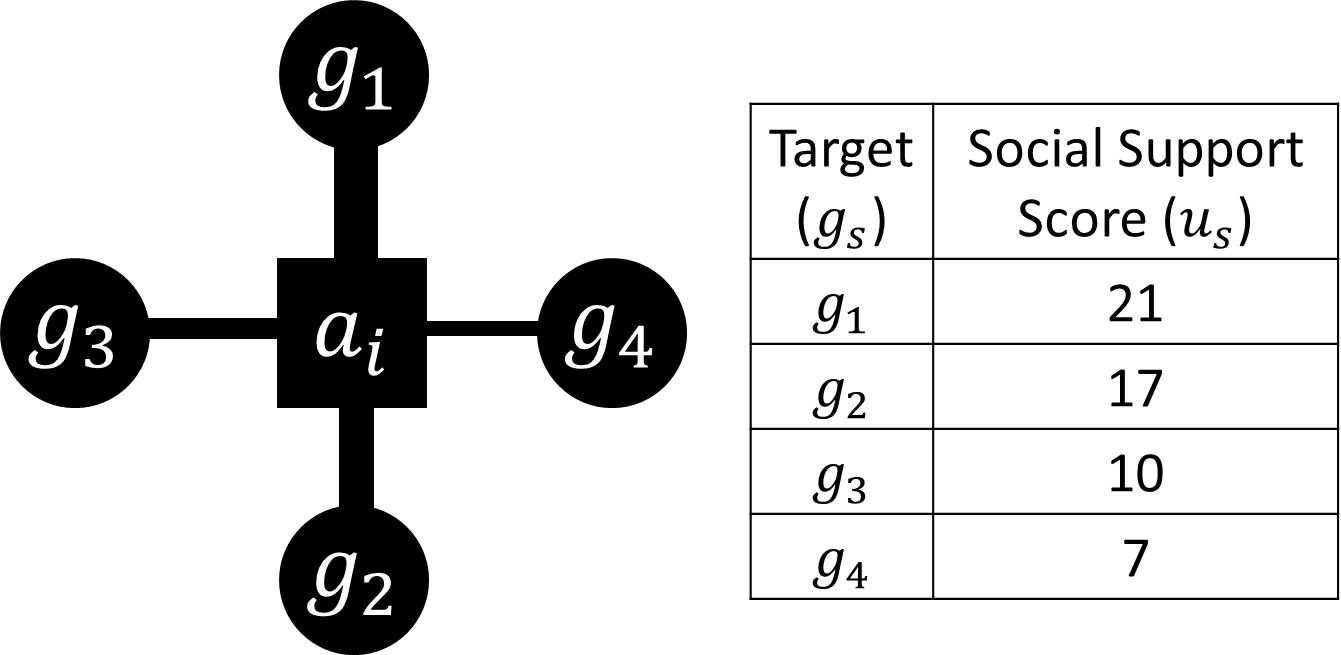 g₁
g₃
aᵢ
g₄
g₂
Target
(gₛ)
Social Support
Score (uₛ)
g₁
21
g₂
17
g₃
10
g₄
7